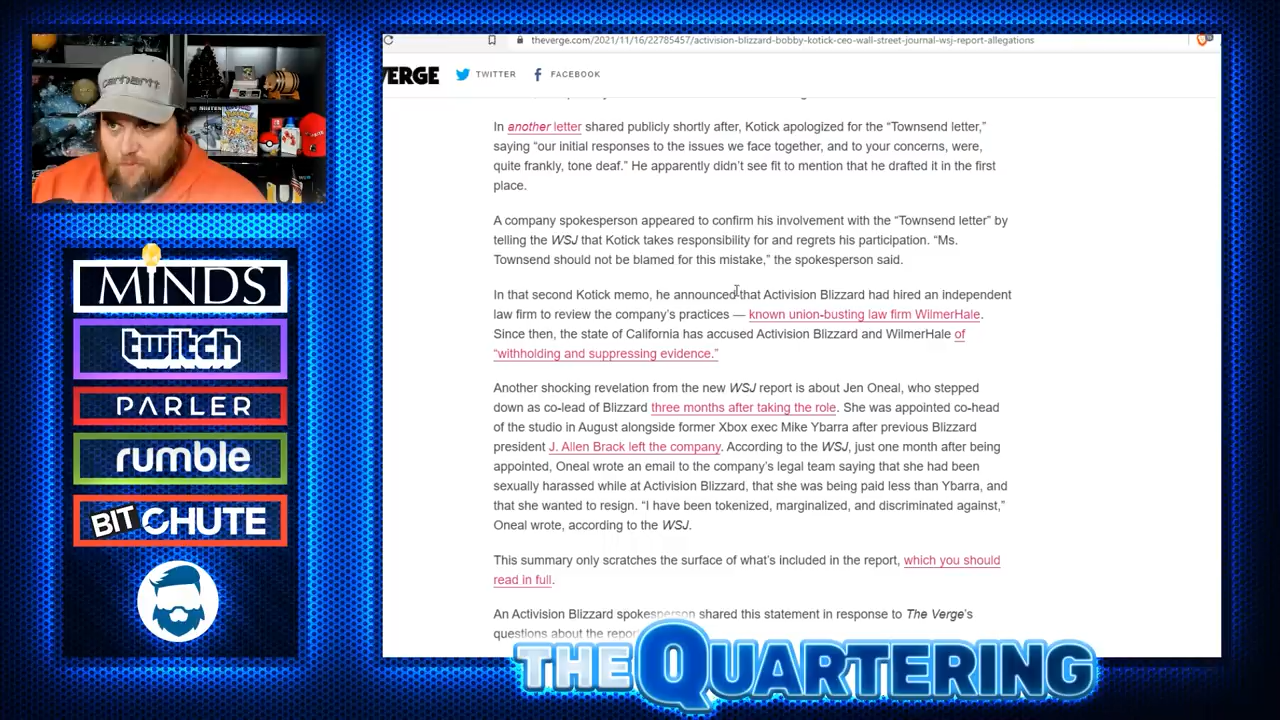 carhartt
MINDS
twitch
PARLER
rumble
BITCHUTE
theverge.com/2021/11/16/22785457/activision-blizzard-bobby-kotick-ceo-wall-street-journal-wsj-report-allegations
VERGE TWITTER FACEBOOK
In another letter shared publicly shortly after, Kotick apologized for the “Townsend letter,”
saying “our initial responses to the issues we face together, and to your concerns, were,
quite frankly, tone deaf.” He apparently didn’t see fit to mention that he drafted it in the first
place.
A company spokesperson appeared to confirm his involvement with the “Townsend letter” by
telling the WSJ that Kotick takes responsibility for and regrets his participation. “Ms.
Townsend should not be blamed for this mistake,” the spokesperson said.
In that second Kotick memo, he announced that Activision Blizzard had hired an independent
law firm to review the company’s practices — known union-busting law firm WilmerHale.
Since then, the state of California has accused Activision Blizzard and WilmerHale of
“withholding and suppressing evidence.”
Another shocking revelation from the new WSJ report is about Jen Oneal, who stepped
down as co-lead of Blizzard three months after taking the role. She was appointed co-head
of the studio in August alongside former Xbox exec Mike Ybarra after previous Blizzard
president J. Allen Brack left the company. According to the WSJ, just one month after being
appointed, Oneal wrote an email to the company’s legal team saying that she had been
sexually harassed while at Activision Blizzard, that she was being paid less than Ybarra, and
that she wanted to resign. “I have been tokenized, marginalized, and discriminated against,”
Oneal wrote, according to the WSJ.
This summary only scratches the surface of what’s included in the report, which you should
read in full.
An Activision Blizzard spokesperson shared this statement in response to The Verge’s
questions about the repor
THE QUARTERING